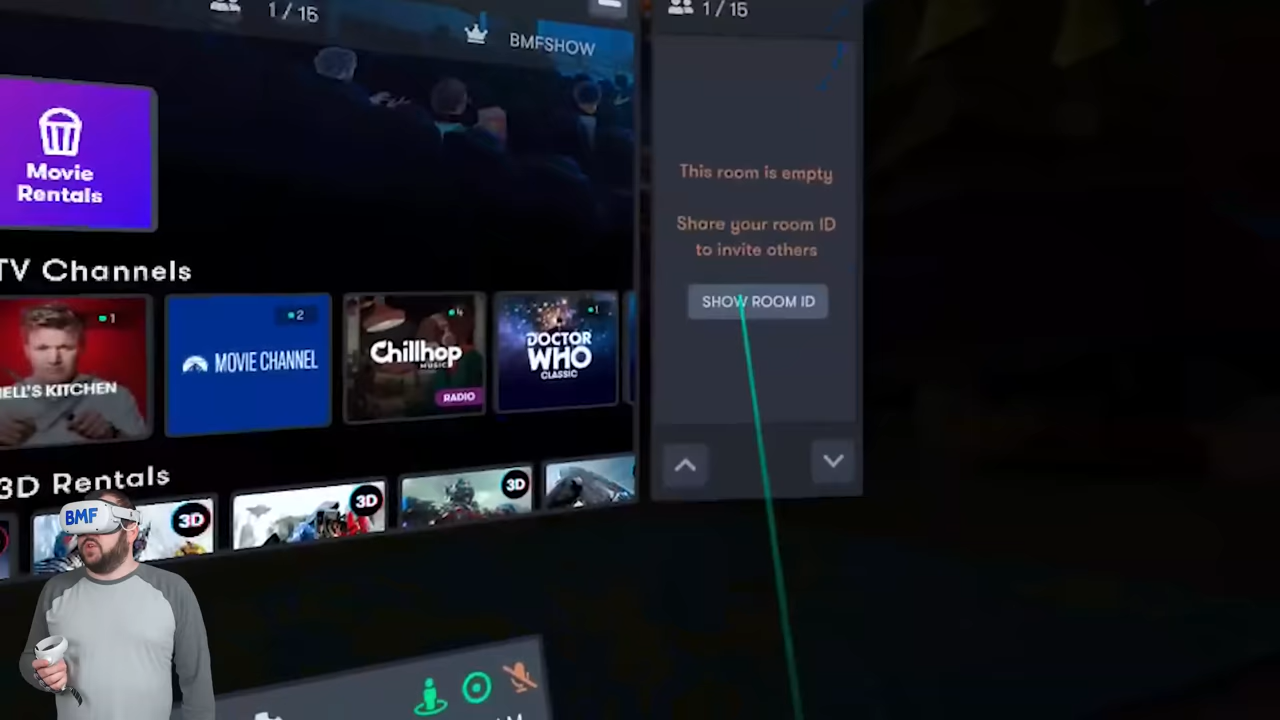 1 / 15
BMFSHOW
Movie
Rentals
TV Channels
1
HELL'S KITCHEN
2
MOVIE CHANNEL
4
Chillhop
MUSIC
RADIO
1
DOCTOR
WHO
CLASSIC
3D Rentals
3D
3D
3D
1 / 15
This room is empty
Share your room ID
to invite others
SHOW ROOM ID
BMF